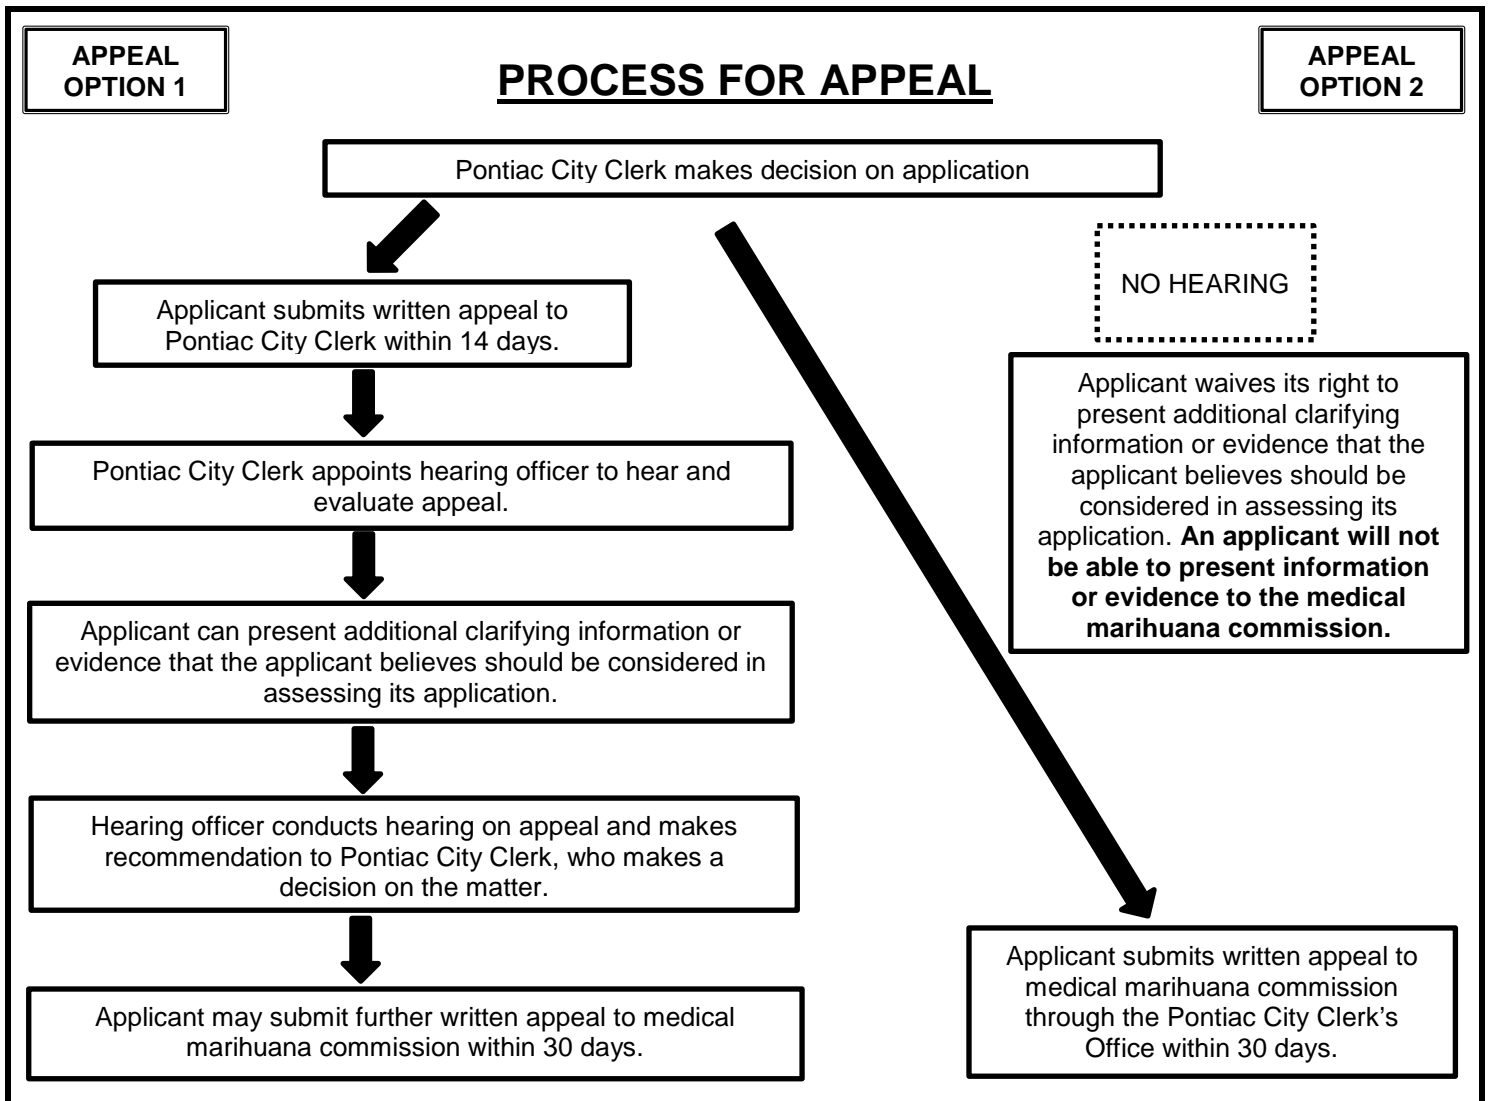 APPEAL
OPTION 1
PROCESS FOR APPEAL
APPEAL
OPTION 2
Pontiac City Clerk makes decision on application
Applicant submits written appeal to
Pontiac City Clerk within 14 days.
Pontiac City Clerk appoints hearing officer to hear and
evaluate appeal.
Applicant can present additional clarifying information or
evidence that the applicant believes should be considered in
assessing its application.
Hearing officer conducts hearing on appeal and makes
recommendation to Pontiac City Clerk, who makes a
decision on the matter.
Applicant may submit further written appeal to medical
marihuana commission within 30 days.
NO HEARING
Applicant waives its right to
present additional clarifying
information or evidence that the
applicant believes should be
considered in assessing its
application. An applicant will not
be able to present information
or evidence to the medical
marihuana commission.
Applicant submits written appeal to
medical marihuana commission
through the Pontiac City Clerk's
Office within 30 days.